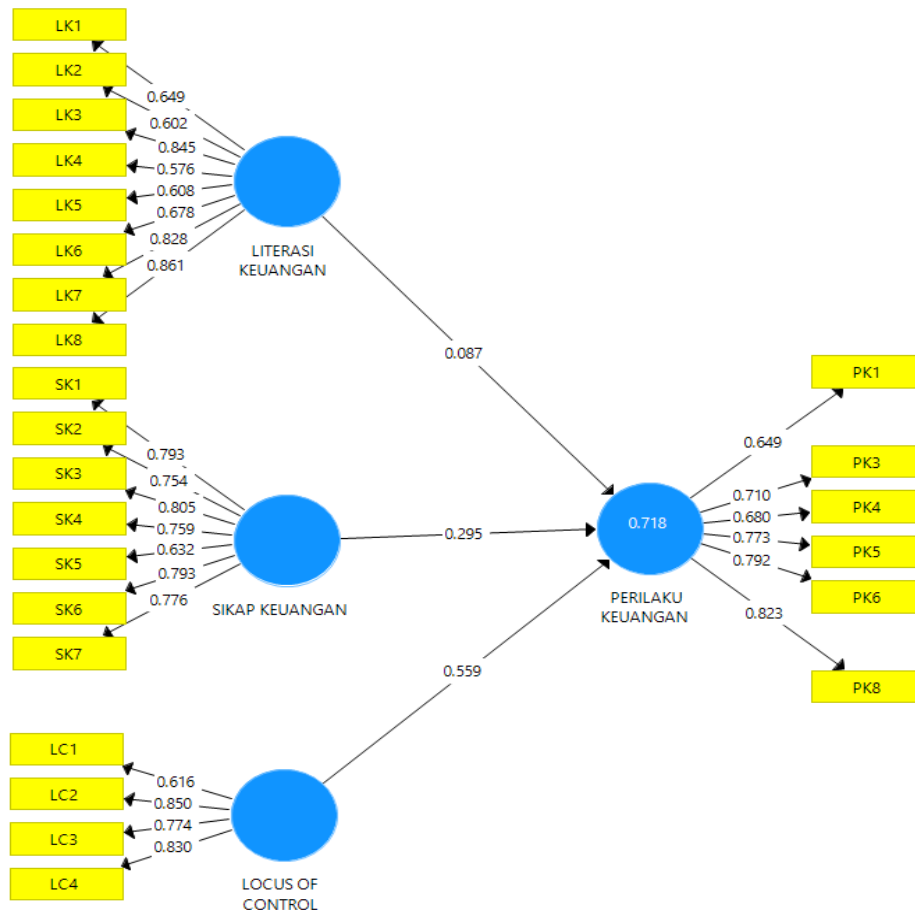 LK1
LK2
LK3
LK4
LK5
LK6
LK7
LK8
0.649
0.602
0.845
0.576
0.608
0.678
0.828
0.861
LITERASI
KEUANGAN
0.087
SK1
SK2
SK3
SK4
SK5
SK6
SK7
0.793
0.754
0.805
0.759
0.632
0.793
0.776
SIKAP KEUANGAN
0.295
LC1
LC2
LC3
LC4
0.616
0.850
0.774
0.830
LOCUS OF
CONTROL
0.559
0.718
PERILAKU
KEUANGAN
0.649
0.710
0.680
0.773
0.792
0.823
PK1
PK3
PK4
PK5
PK6
PK8